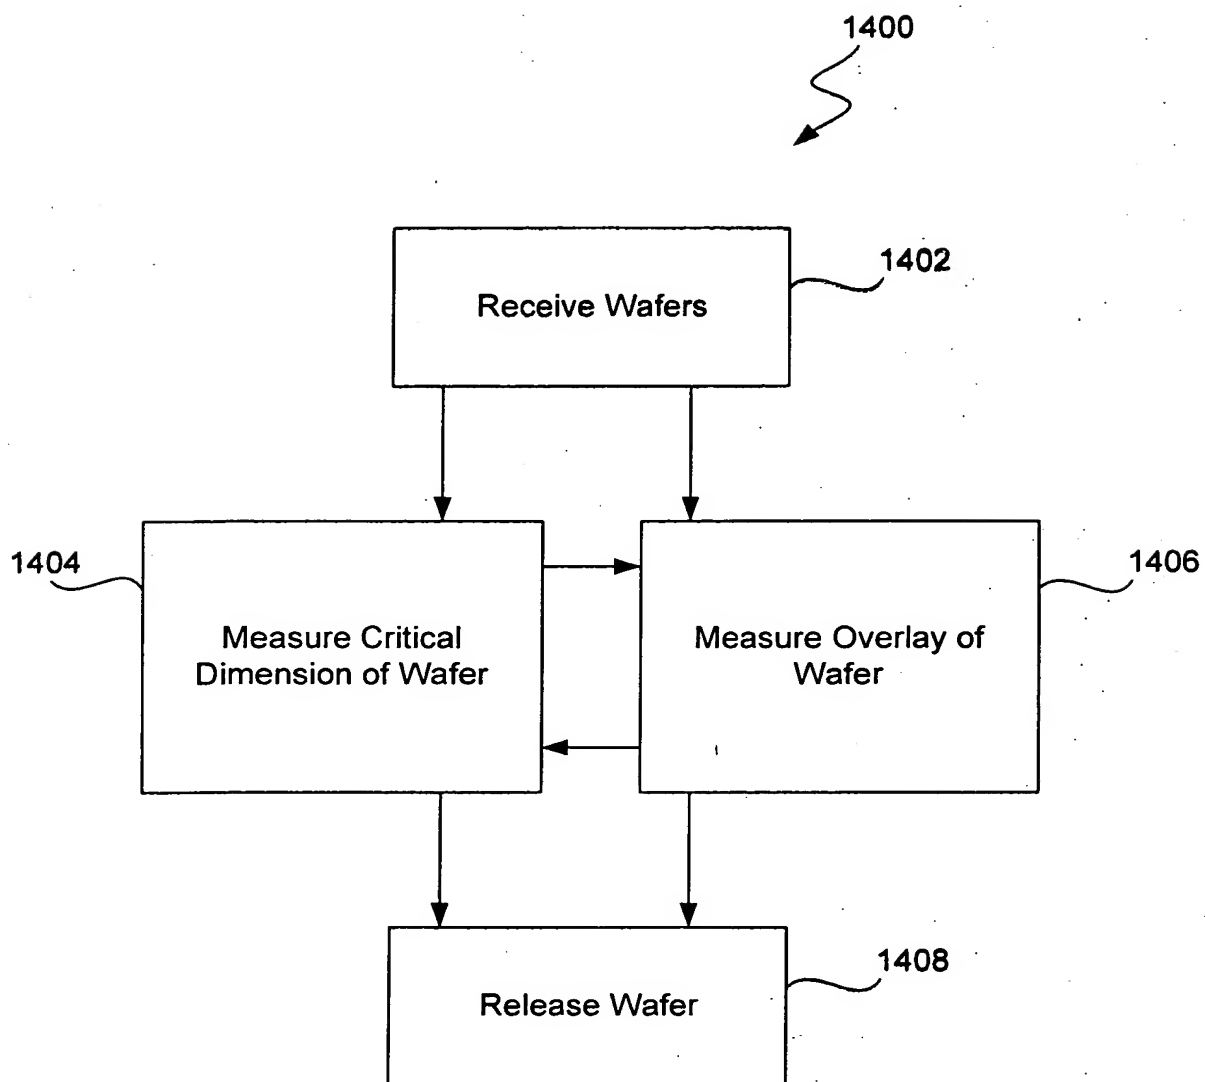 1400
1402
Receive Wafers
1404
1406
Measure Critical
Dimension of Wafer
Measure Overlay of
Wafer
1408
Release Wafer